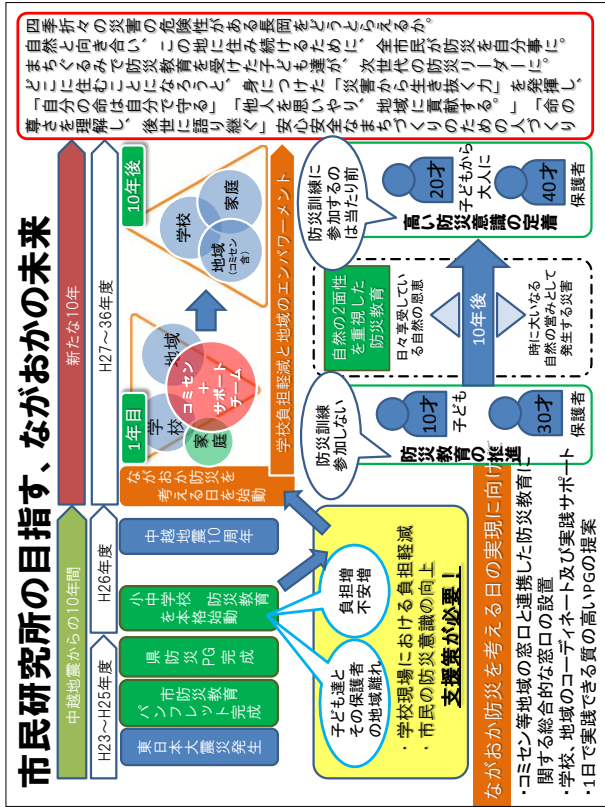 市民研究所の目指す、ながおかの未来
中越地震からの10年間
新たな10年
H23～H25年度
H26年度
H27～36年度
東日本大震災発生
市防災教育
パンフレット完成
県防災PG完成
小中学校 防災教育
を本格始動
中越地震10周年
ながおか防災を
考える日を始動
1年目
学校
地域
家庭
コミセン
＋
サポート
チーム
10年後
学校
地域
(コミセン
含)
家庭
学校負担軽減と地域のエンパワーメント
子ども達と
その保護者
の地域離れ
負担増
不安増
・学校現場における負担軽減
・市民の防災意識の向上
支援策が必要！
ながおか防災を考える日の実現に向け
・コミセン等地域の窓口と連携した防災教育に
関する総合的な窓口の設置
・学校、地域のコーディネート及び実践サポート
・1日で実践できる質の高いPGの提案
防災訓練
参加しない
10才
子ども
30才
保護者
防災教育の推進
自然の2面性
を重視した
防災教育
日々享受してい
る自然の恩恵
10年後
時に大いなる
自然の営みとして
発生する災害
防災訓練に
参加するの
は当たり前
20才
子どもから
大人に
40才
保護者
高い防災意識の定着
四季折々の災害の危険性がある長岡をどうとらえるか。
自然と向き合い、この地に住み続けるために、全市民が防災を自分事に。
まちぐるみで防災教育を受けた子ども達が、次世代の防災リーダーに。
どこに住むことになろうと、身につけた「災害から生き抜く力」を発揮し、
「自分の命は自分で守る」「他人を思いやり、地域に貢献する。」「命の
尊さを理解し、後世に語り継ぐ」安心安全なまちづくりのための人づくり